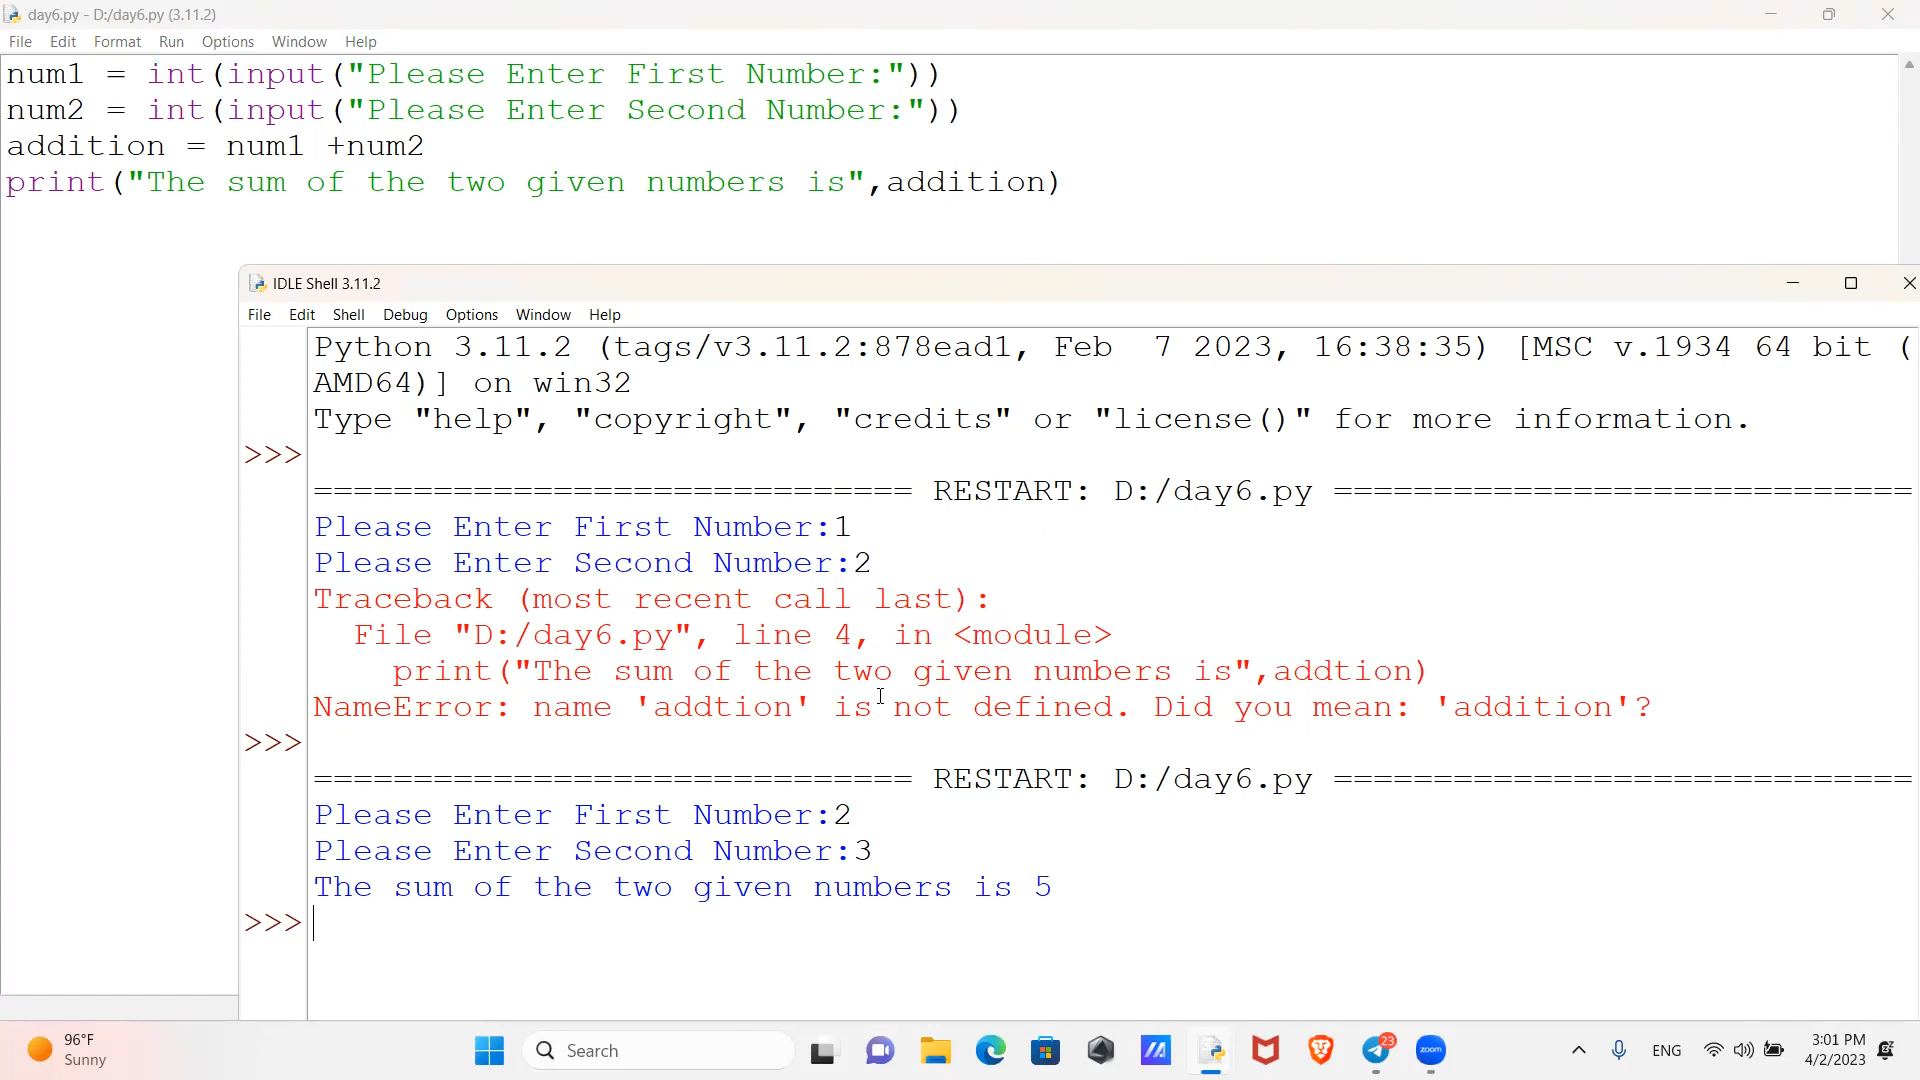 day6.py - D:/day6.py (3.11.2)
File Edit Format Run Options Window Help
num1 = int(input("Please Enter First Number:"))
num2 = int(input("Please Enter Second Number:"))
addition = num1 +num2
print("The sum of the two given numbers is",addition)
IDLE Shell 3.11.2
File Edit Shell Debug Options Window Help
Python 3.11.2 (tags/v3.11.2:878ead1, Feb  7 2023, 16:38:35) [MSC v.1934 64 bit (
AMD64)] on win32
Type "help", "copyright", "credits" or "license()" for more information.
>>>
============================== RESTART: D:/day6.py =============================
Please Enter First Number:1
Please Enter Second Number:2
Traceback (most recent call last):
  File "D:/day6.py", line 4, in <module>
    print("The sum of the two given numbers is",addtion)
NameError: name 'addtion' is not defined. Did you mean: 'addition'?
>>>
============================== RESTART: D:/day6.py =============================
Please Enter First Number:2
Please Enter Second Number:3
The sum of the two given numbers is 5
>>>
96°F
Sunny
Search
23
zoom
ENG
3:01 PM
4/2/2023